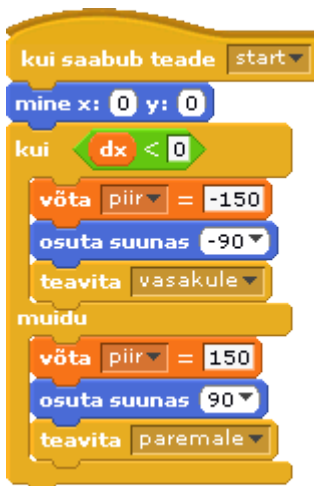 kui saabub teade start
mine x: 0 y: 0
kui dx < 0
võta piir = -150
osuta suunas -90
teavita vasakule
muidu
võta piir = 150
osuta suunas 90
teavita paremale